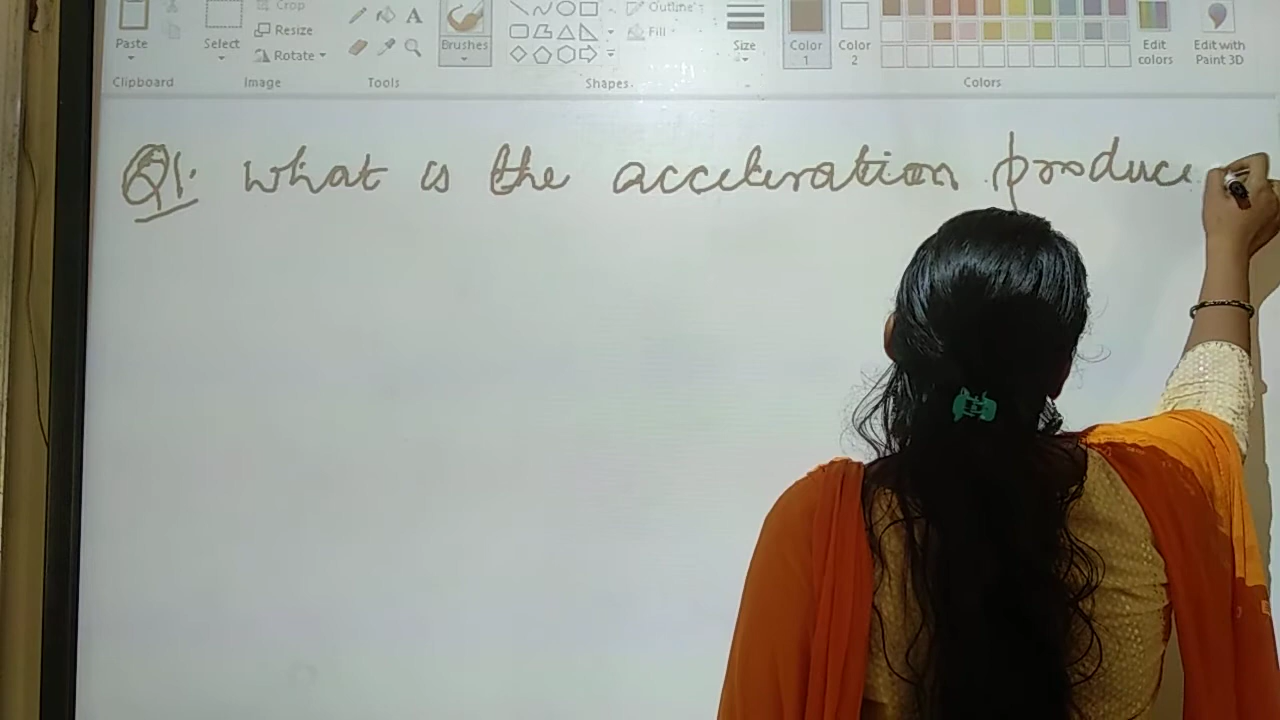 Crop
Outline
Resize
Fill
Paste
Select
Rotate
A
Brushes
Size
Color 1
Color 2
Edit colors
Edit with Paint 3D
Clipboard
Image
Tools
Shapes
Colors
Q1. What is the acceleration produce